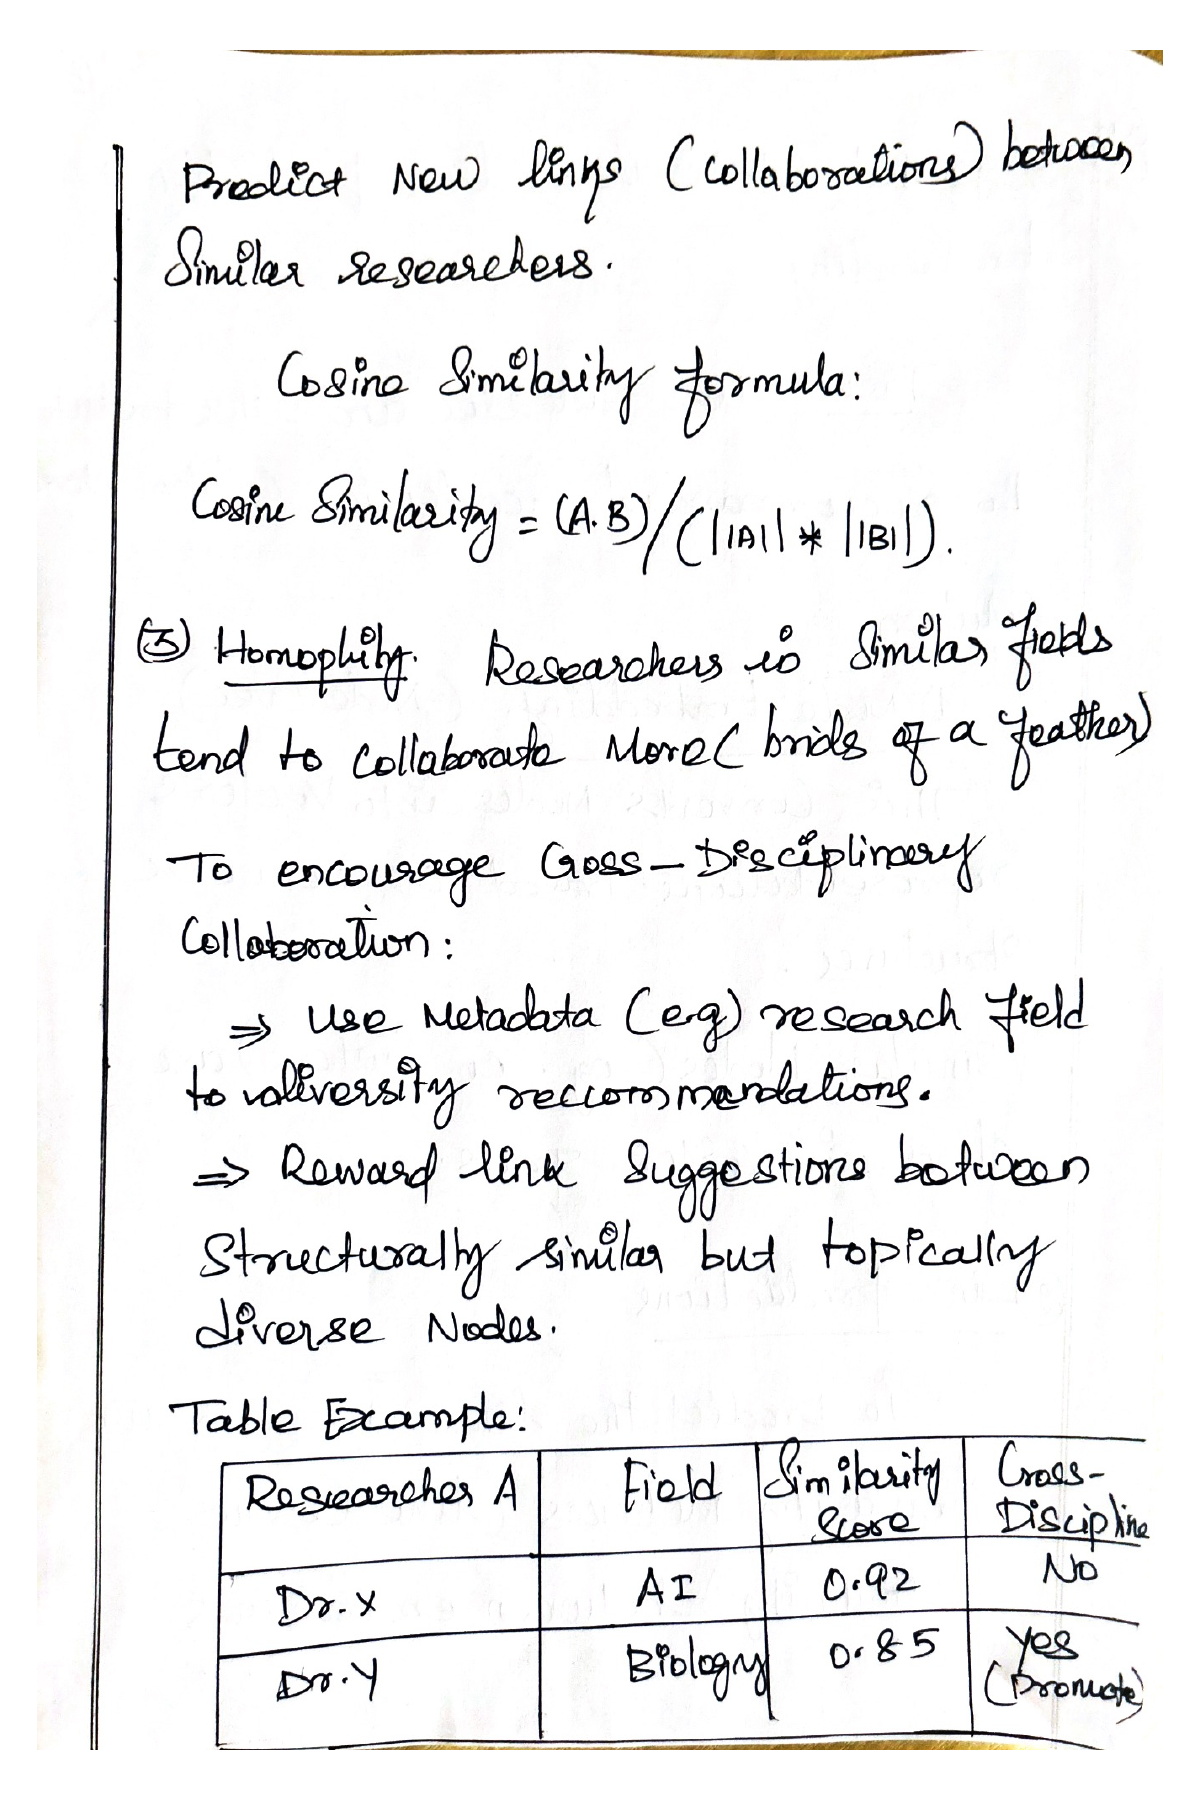 Predict New links (collaborations) between
Similar researchers.
Cosine Similarity formula:
Cosine Similarity = (A.B)/(||A|| * ||B||).
(3) Homophily. Researchers in Similar fields
tend to collaborate More( brids of a feather)
To encourage Cross-Disciplinary
Collaboration:
⇒ Use Metadata (e.g) research field
to diversity reccommendations.
⇒ Reward link Suggestions between
Structurally similar but topically
diverse Nodes.
Table Example:
Researcher A | Field | Similarity Score | Cross-Discipline
Dr.X | AI | 0.92 | No
Dr.Y | Biology | 0.85 | Yes (Promote)